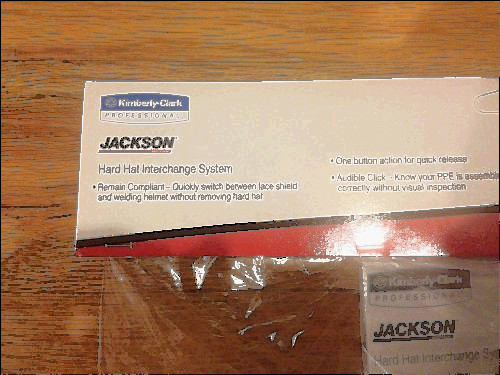 Kimberly-Clark
PROFESSIONAL
JACKSON
Hard Hat Interchange System
• Remain Compliant – Quickly switch between face shield
and welding helmet without removing hard hat
• One button action for quick release
• Audible Click – Know your PPE is assembl
correctly without visual inspection
Kimberly-Clark
PROFESSIONAL
JACKSON
Hard Hat Interchange Sys